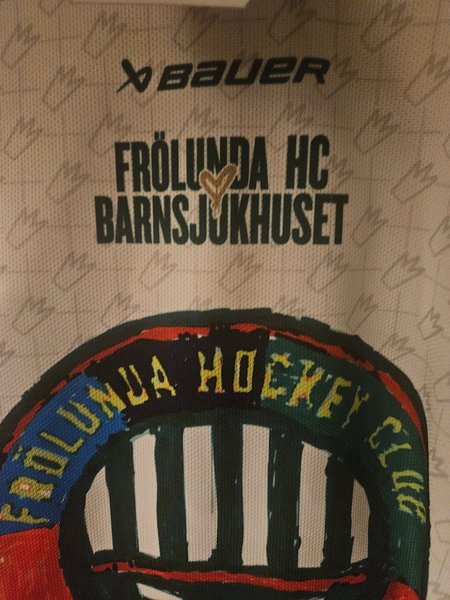 BAUER
FRÖLUNDA HC
BARNSJUKHUSET
FRÖLUNDA HOCKEY CLUB